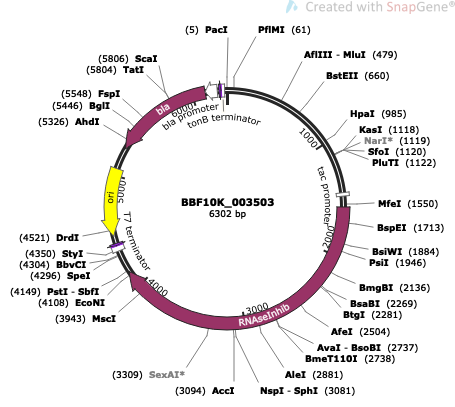 Created with SnapGene®
(5) PacI
PflMI (61)
AflIII - MluI (479)
BstEII (660)
HpaI (985)
KasI (1118)
NarI* (1119)
SfoI (1120)
PluTI (1122)
MfeI (1550)
BspEI (1713)
BsiWI (1884)
PsiI (1946)
BmgBI (2136)
BsaBI (2269)
BtgI (2281)
AfeI (2504)
AvaI - BsoBI (2737)
BmeT110I (2738)
AleI (2881)
NspI - SphI (3081)
(3094) AccI
(3309) SexAI*
(3943) MscI
(4108) EcoNI
(4149) PstI - SbfI
(4296) SpeI
(4304) BbvCI
(4350) StyI
(4521) DrdI
(5326) AhdI
(5446) BglI
(5548) FspI
(5804) TatI
(5806) ScaI
bla
bla promoter
tonB terminator
tac promoter
RNAseInhib
T7 terminator
ori
1000
2000
3000
4000
5000
6000
BBF10K_003503
6302 bp